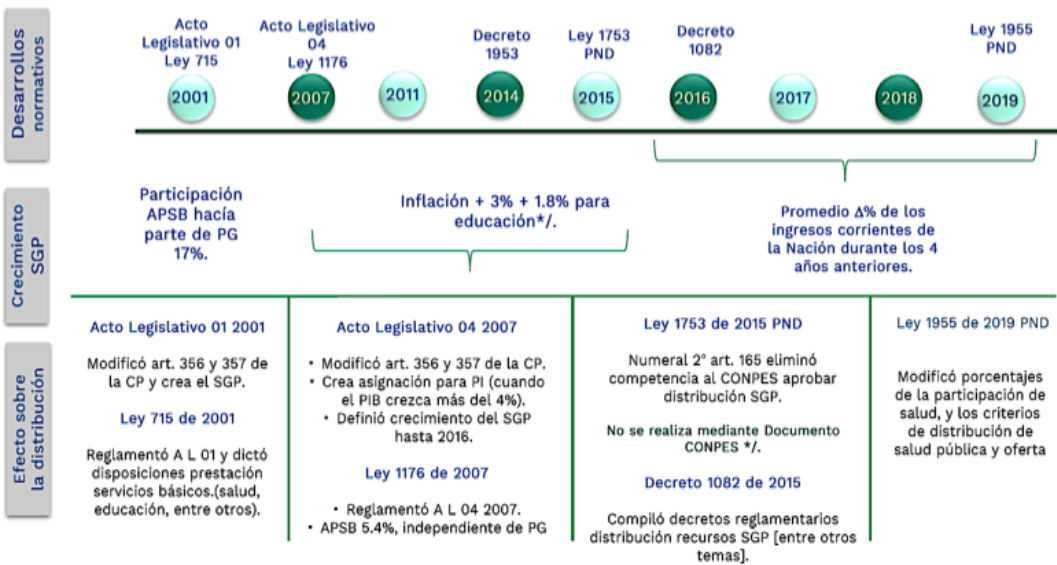 Desarrollos
normativos
Acto
Legislativo 01
Ley 715
Acto Legislativo
04
Ley 1176
Decreto
1953
Ley 1753
PND
Decreto
1082
Ley 1955
PND
2001
2007
2011
2014
2015
2016
2017
2018
2019
Crecimiento
SGP
Participación
APSB hacía
parte de PG
17%.
Inflación + 3% + 1.8% para
educación*/.
Promedio Δ% de los
ingresos corrientes de
la Nación durante los 4
años anteriores.
Efecto sobre
la distribución
Acto Legislativo 01 2001
Modificó art. 356 y 357 de
la CP y crea el SGP.
Ley 715 de 2001
Reglamentó A L 01 y dictó
disposiciones prestación
servicios básicos.(salud,
educación, entre otros).
Acto Legislativo 04 2007
• Modificó art. 356 y 357 de la CP.
• Crea asignación para PI (cuando
el PIB crezca más del 4%).
• Definió crecimiento del SGP
hasta 2016.
Ley 1176 de 2007
• Reglamentó A L 04 2007.
• APSB 5.4%, independiente de PG
Ley 1753 de 2015 PND
Numeral 2° art. 165 eliminó
competencia al CONPES aprobar
distribución SGP.
No se realiza mediante Documento
CONPES */.
Decreto 1082 de 2015
Compiló decretos reglamentarios
distribución recursos SGP [entre otros
temas].
Ley 1955 de 2019 PND
Modificó porcentajes
de la participación de
salud, y los criterios
de distribución de
salud pública y oferta